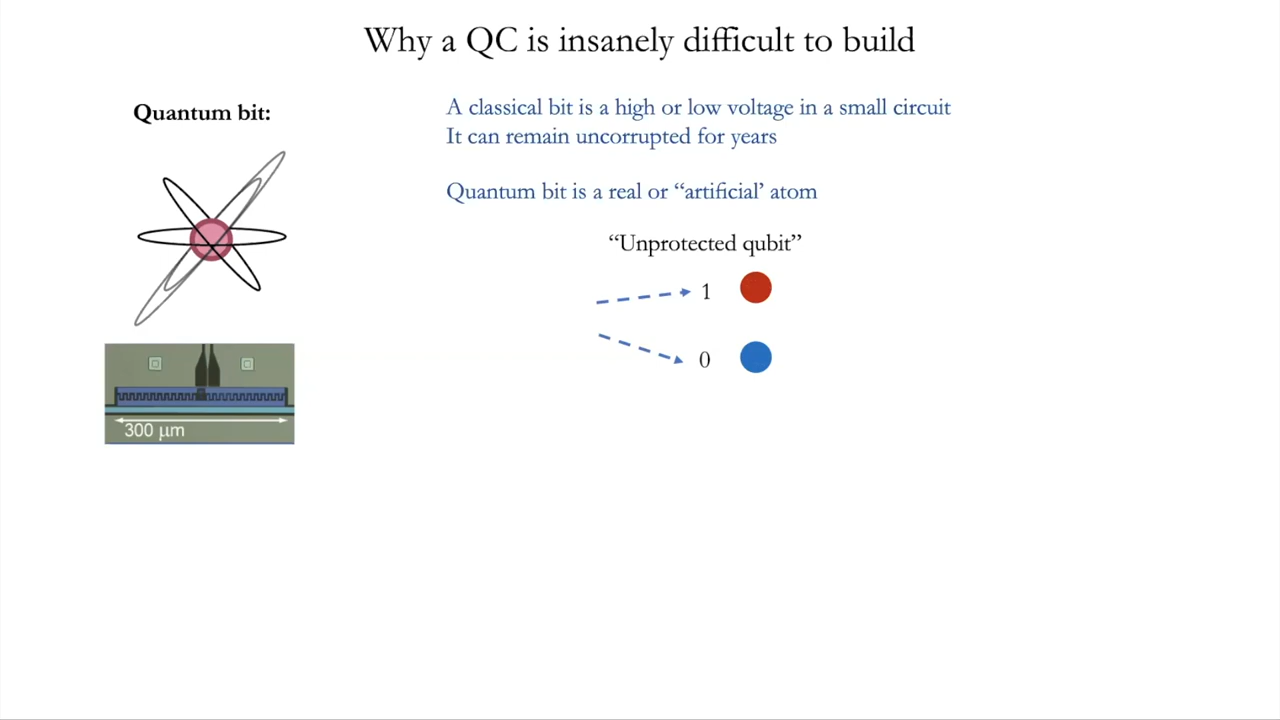 Why a QC is insanely difficult to build
Quantum bit:
A classical bit is a high or low voltage in a small circuit
It can remain uncorrupted for years
Quantum bit is a real or “artificial’ atom
“Unprotected qubit”
1
0
300 µm